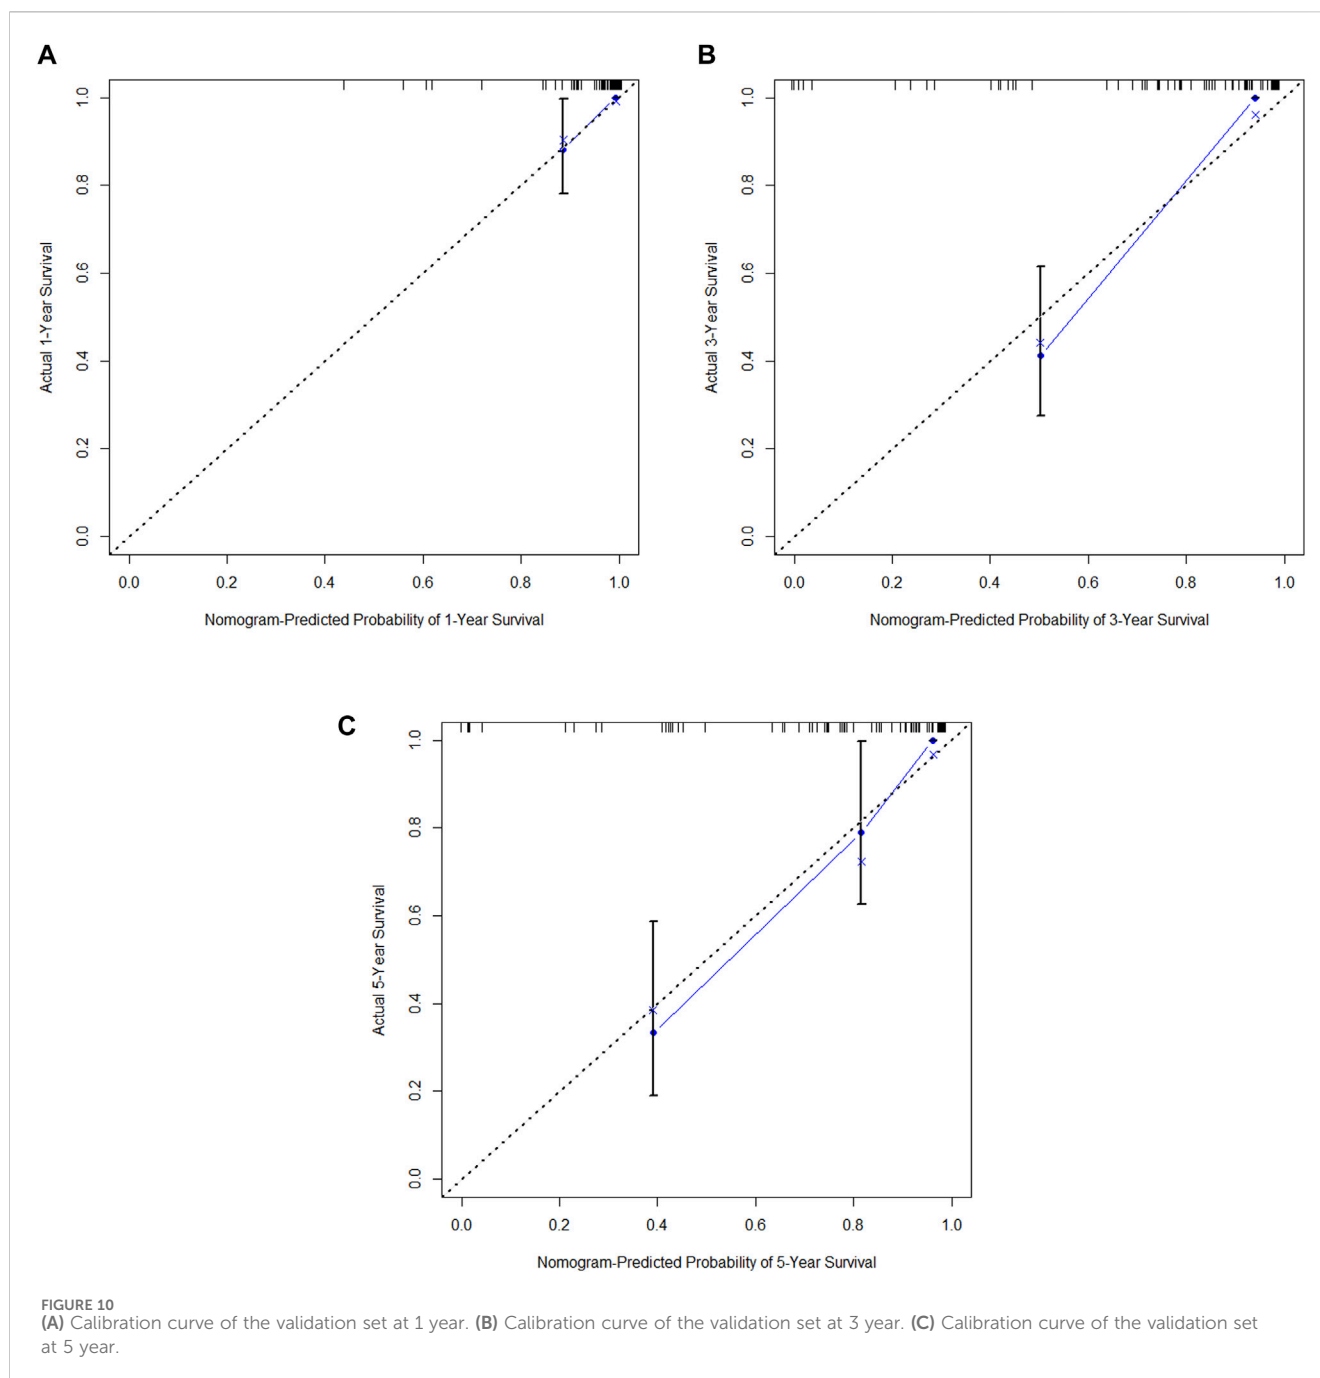 A
1.0
0.8
0.6
0.4
0.2
0.0
Actual 1-Year Survival
0.0 0.2 0.4 0.6 0.8 1.0
Nomogram-Predicted Probability of 1-Year Survival
B
1.0
0.8
0.6
0.4
0.2
0.0
Actual 3-Year Survival
0.0 0.2 0.4 0.6 0.8 1.0
Nomogram-Predicted Probability of 3-Year Survival
C
1.0
0.8
0.6
0.4
0.2
0.0
Actual 5-Year Survival
0.0 0.2 0.4 0.6 0.8 1.0
Nomogram-Predicted Probability of 5-Year Survival
FIGURE 10
(A) Calibration curve of the validation set at 1 year. (B) Calibration curve of the validation set at 3 year. (C) Calibration curve of the validation set
at 5 year.